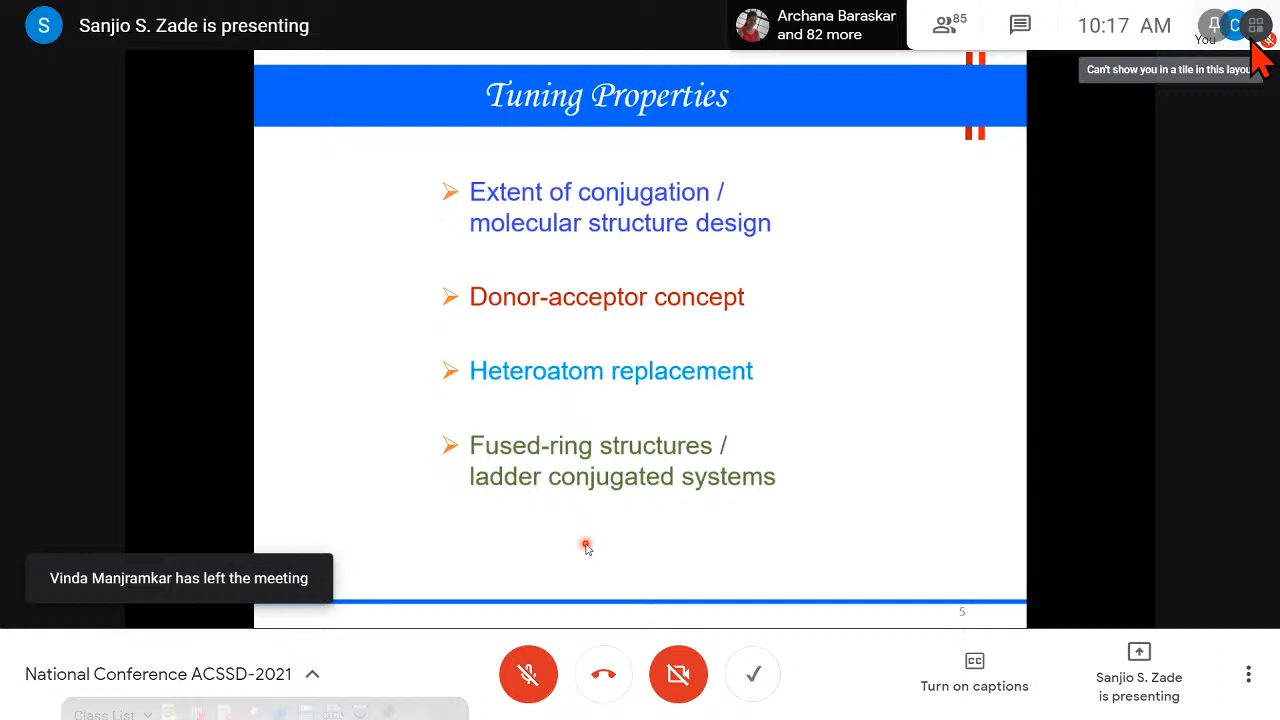 S
Sanjio S. Zade is presenting
Archana Baraskar
and 82 more
85
10:17 AM
You
C
Can't show you in a tile in this layou
Tuning Properties
Extent of conjugation /
molecular structure design
Donor-acceptor concept
Heteroatom replacement
Fused-ring structures /
ladder conjugated systems
Vinda Manjramkar has left the meeting
5
National Conference ACSSD-2021
CC
Turn on captions
Sanjio S. Zade
is presenting
Class List